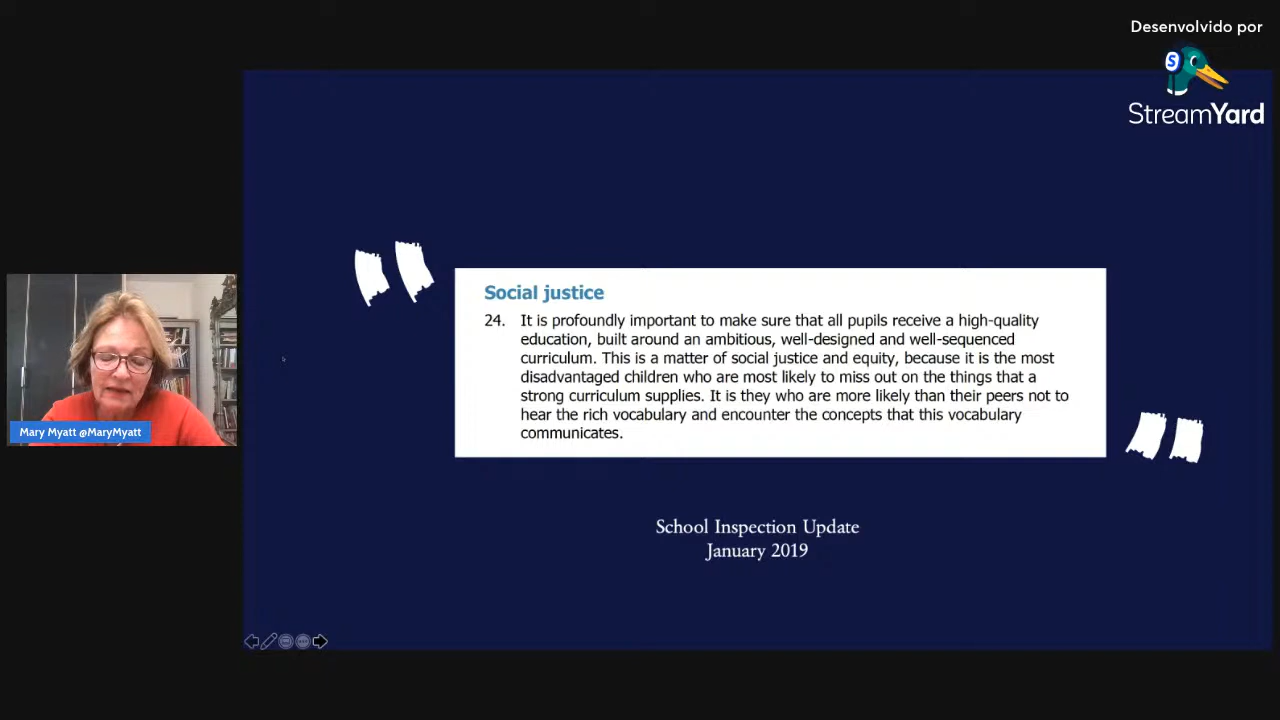 Desenvolvido por
S
StreamYard
Social justice
24. It is profoundly important to make sure that all pupils receive a high-quality
education, built around an ambitious, well-designed and well-sequenced
curriculum. This is a matter of social justice and equity, because it is the most
disadvantaged children who are most likely to miss out on the things that a
strong curriculum supplies. It is they who are more likely than their peers not to
hear the rich vocabulary and encounter the concepts that this vocabulary
communicates.
Mary Myatt @MaryMyatt
School Inspection Update
January 2019